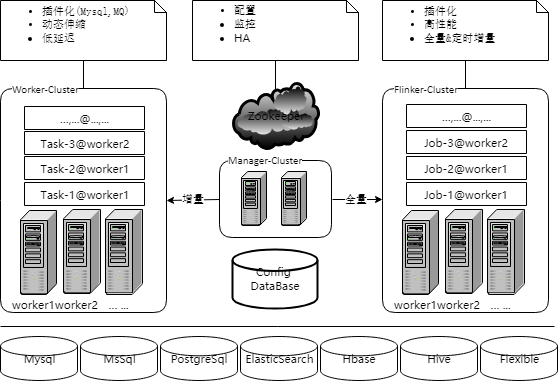 插件化(Mysql,MQ)
动态伸缩
低延迟
配置
监控
HA
插件化
高性能
全量&定时增量
Worker-Cluster
...,...@...,...
Task-3@worker2
Task-2@worker1
Task-1@worker1
worker1worker2 ... ...
Zookeeper
Manager-Cluster
增量
全量
Config
DataBase
Flinker-Cluster
...,...@...,...
Job-3@worker2
Job-2@worker1
Job-1@worker1
worker1worker2 ... ...
Mysql
MsSql
PostgreSql
ElasticSearch
Hbase
Hive
Flexible